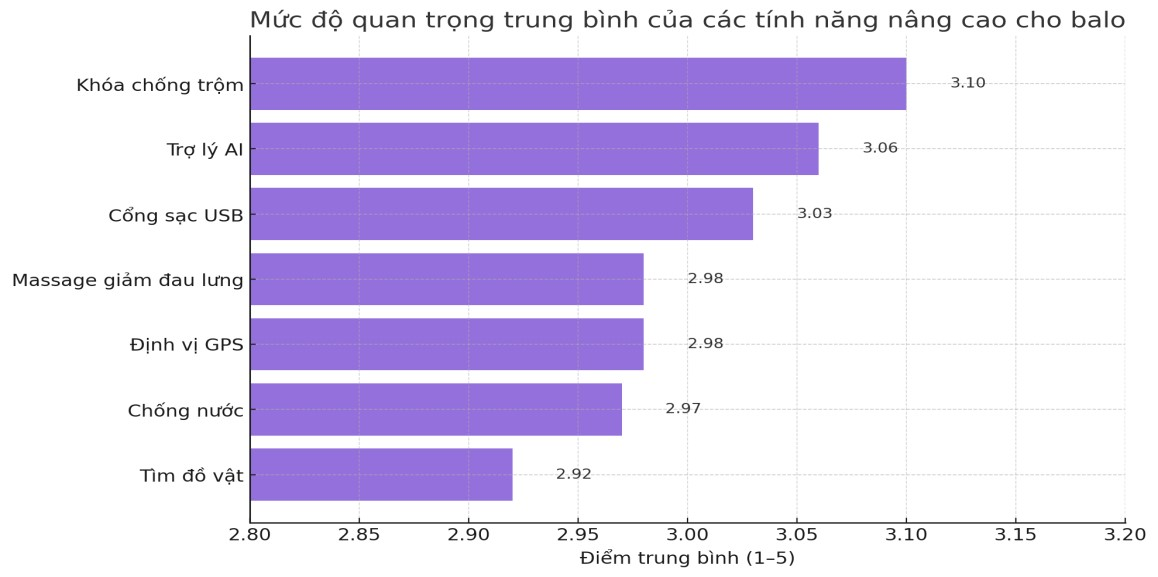 Mức độ quan trọng trung bình của các tính năng nâng cao cho balo
Khóa chống trộm
3.10
Trợ lý AI
3.06
Cổng sạc USB
3.03
Massage giảm đau lưng
2.98
Định vị GPS
2.98
Chống nước
2.97
Tìm đồ vật
2.92
2.80 2.85 2.90 2.95 3.00 3.05 3.10 3.15 3.20
Điểm trung bình (1–5)